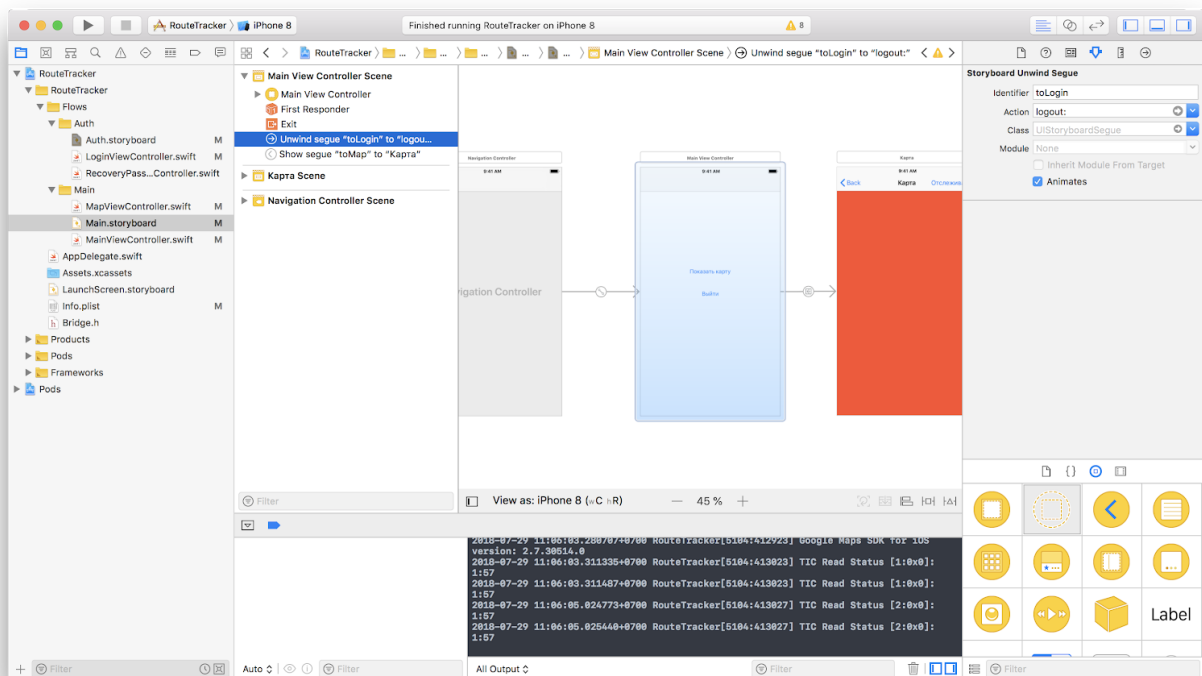 RouteTracker
iPhone 8
Finished running RouteTracker on iPhone 8
8
RouteTracker
...
...
...
...
...
Main View Controller Scene
Unwind segue “toLogin” to “logout:”
RouteTracker
RouteTracker
Flows
Auth
Auth.storyboard M
LoginViewController.swift M
RecoveryPass...Controller.swift
Main
MapViewController.swift M
Main.storyboard M
MainViewController.swift M
AppDelegate.swift
Assets.xcassets
LaunchScreen.storyboard
Info.plist M
Bridge.h
Products
Pods
Frameworks
Pods
Filter
Main View Controller Scene
Main View Controller
First Responder
Exit
Unwind segue “toLogin” to “logou...
Show segue “toMap” to “Карта”
Карта Scene
Navigation Controller Scene
Filter
Navigation Controller
9:41 AM
vigation Controller
Main View Controller
9:41 AM
Показать карту
Выйти
Карта
9:41 AM
Back
Карта
Отслежив
View as: iPhone 8 (wC hR)
45 %
Storyboard Unwind Segue
Identifier toLogin
Action logout:
Class UIStoryboardSegue
Module None
Inherit Module From Target
Animates
2018-07-29 11:06:03.280707+0700 RouteTracker[5104:412923] Google Maps SDK for iOS
version: 2.7.30514.0
2018-07-29 11:06:03.311335+0700 RouteTracker[5104:413023] TIC Read Status [1:0x0]:
1:57
2018-07-29 11:06:03.311487+0700 RouteTracker[5104:413023] TIC Read Status [1:0x0]:
1:57
2018-07-29 11:06:05.024773+0700 RouteTracker[5104:413027] TIC Read Status [2:0x0]:
1:57
2018-07-29 11:06:05.025440+0700 RouteTracker[5104:413027] TIC Read Status [2:0x0]:
1:57
Auto
Filter
All Output
Filter
Label
Filter